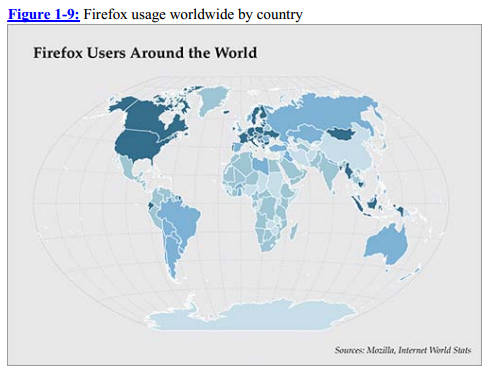 Figure 1-9: Firefox usage worldwide by country
Firefox Users Around the World
Sources: Mozilla, Internet World Stats